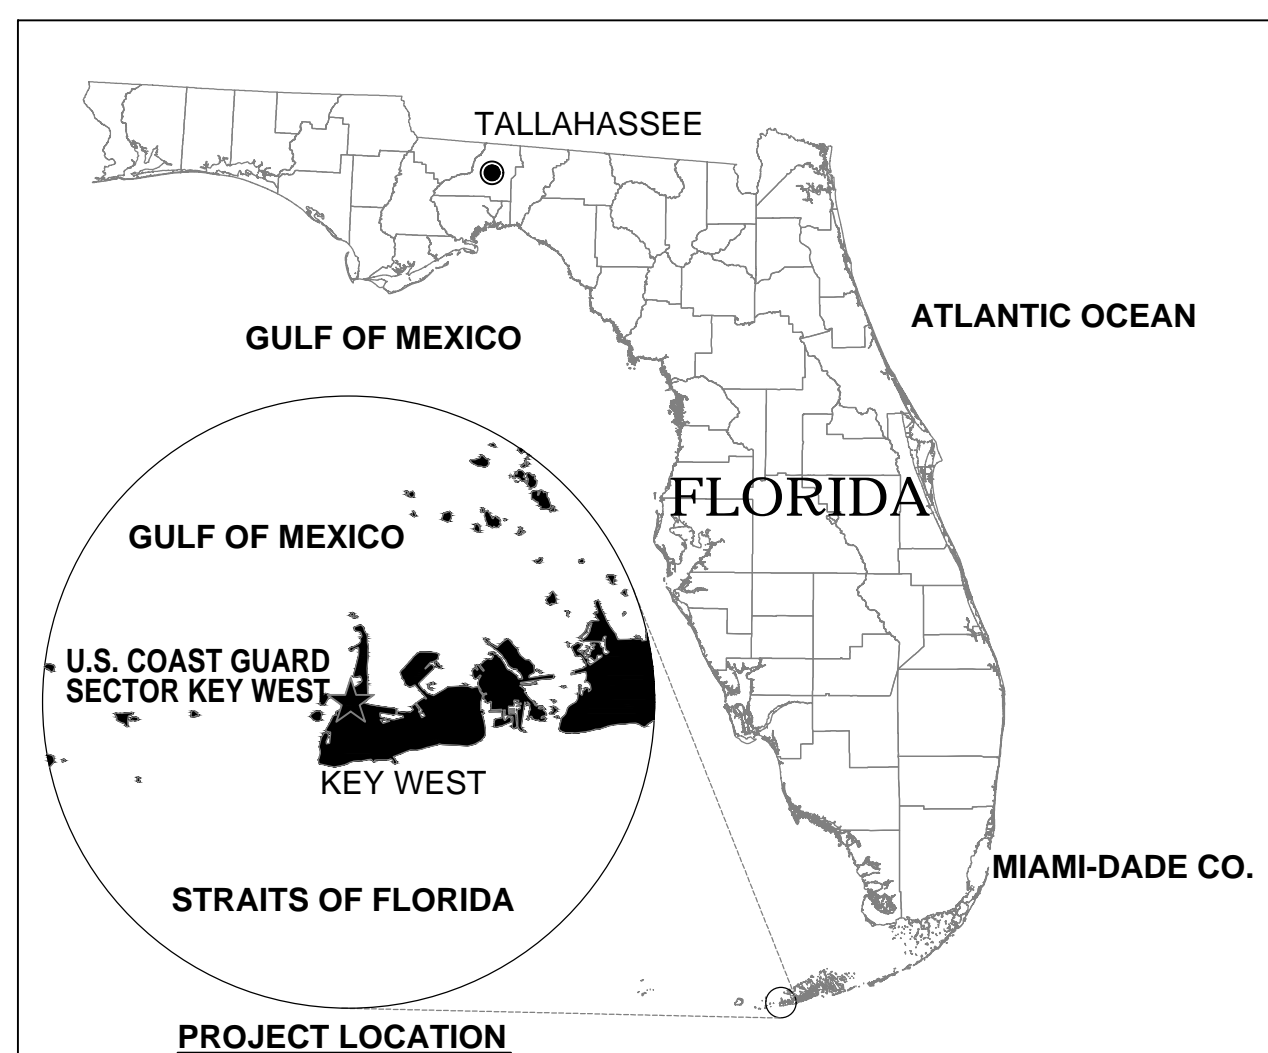 TALLAHASSEE
ATLANTIC OCEAN
GULF OF MEXICO
FLORIDA
GULF OF MEXICO
U.S. COAST GUARD
SECTOR KEY WEST
KEY WEST
MIAMI-DADE CO.
STRAITS OF FLORIDA
PROJECT LOCATION